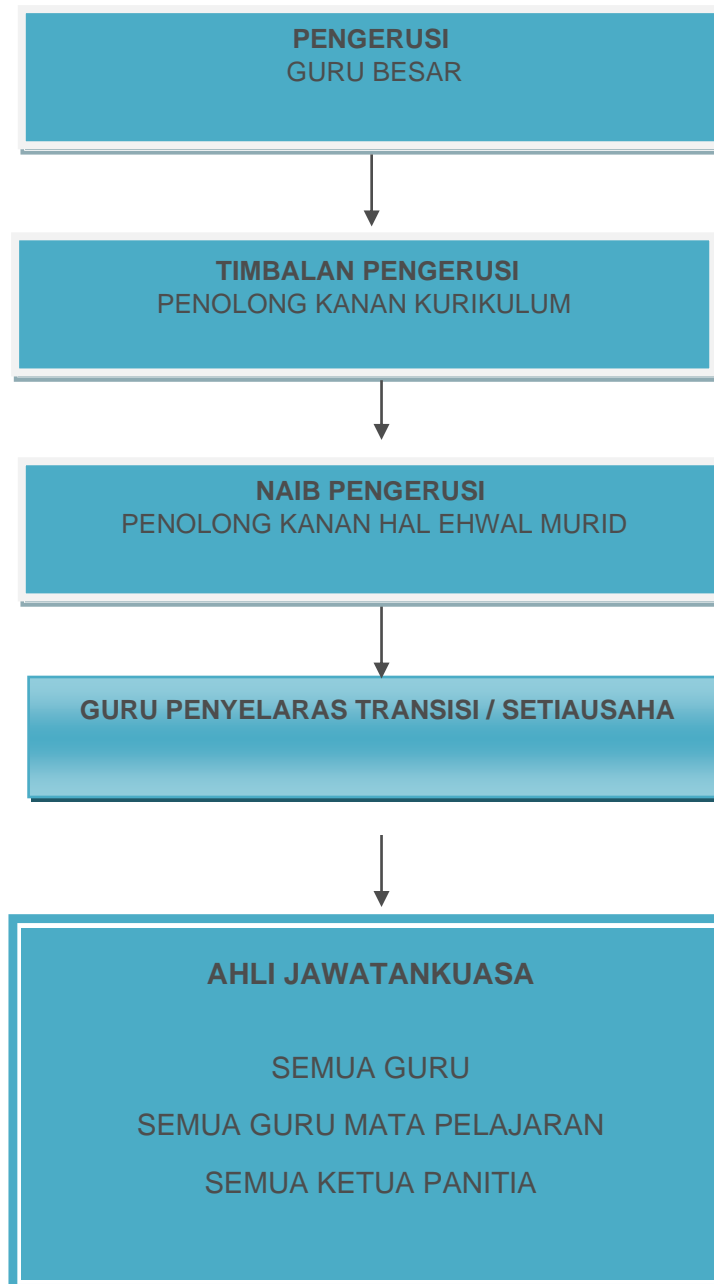 PENGERUSI
GURU BESAR
TIMBALAN PENGERUSI
PENOLONG KANAN KURIKULUM
NAIB PENGERUSI
PENOLONG KANAN HAL EHWAL MURID
GURU PENYELARAS TRANSISI / SETIAUSAHA
AHLI JAWATANKUASA
SEMUA GURU
SEMUA GURU MATA PELAJARAN
SEMUA KETUA PANITIA